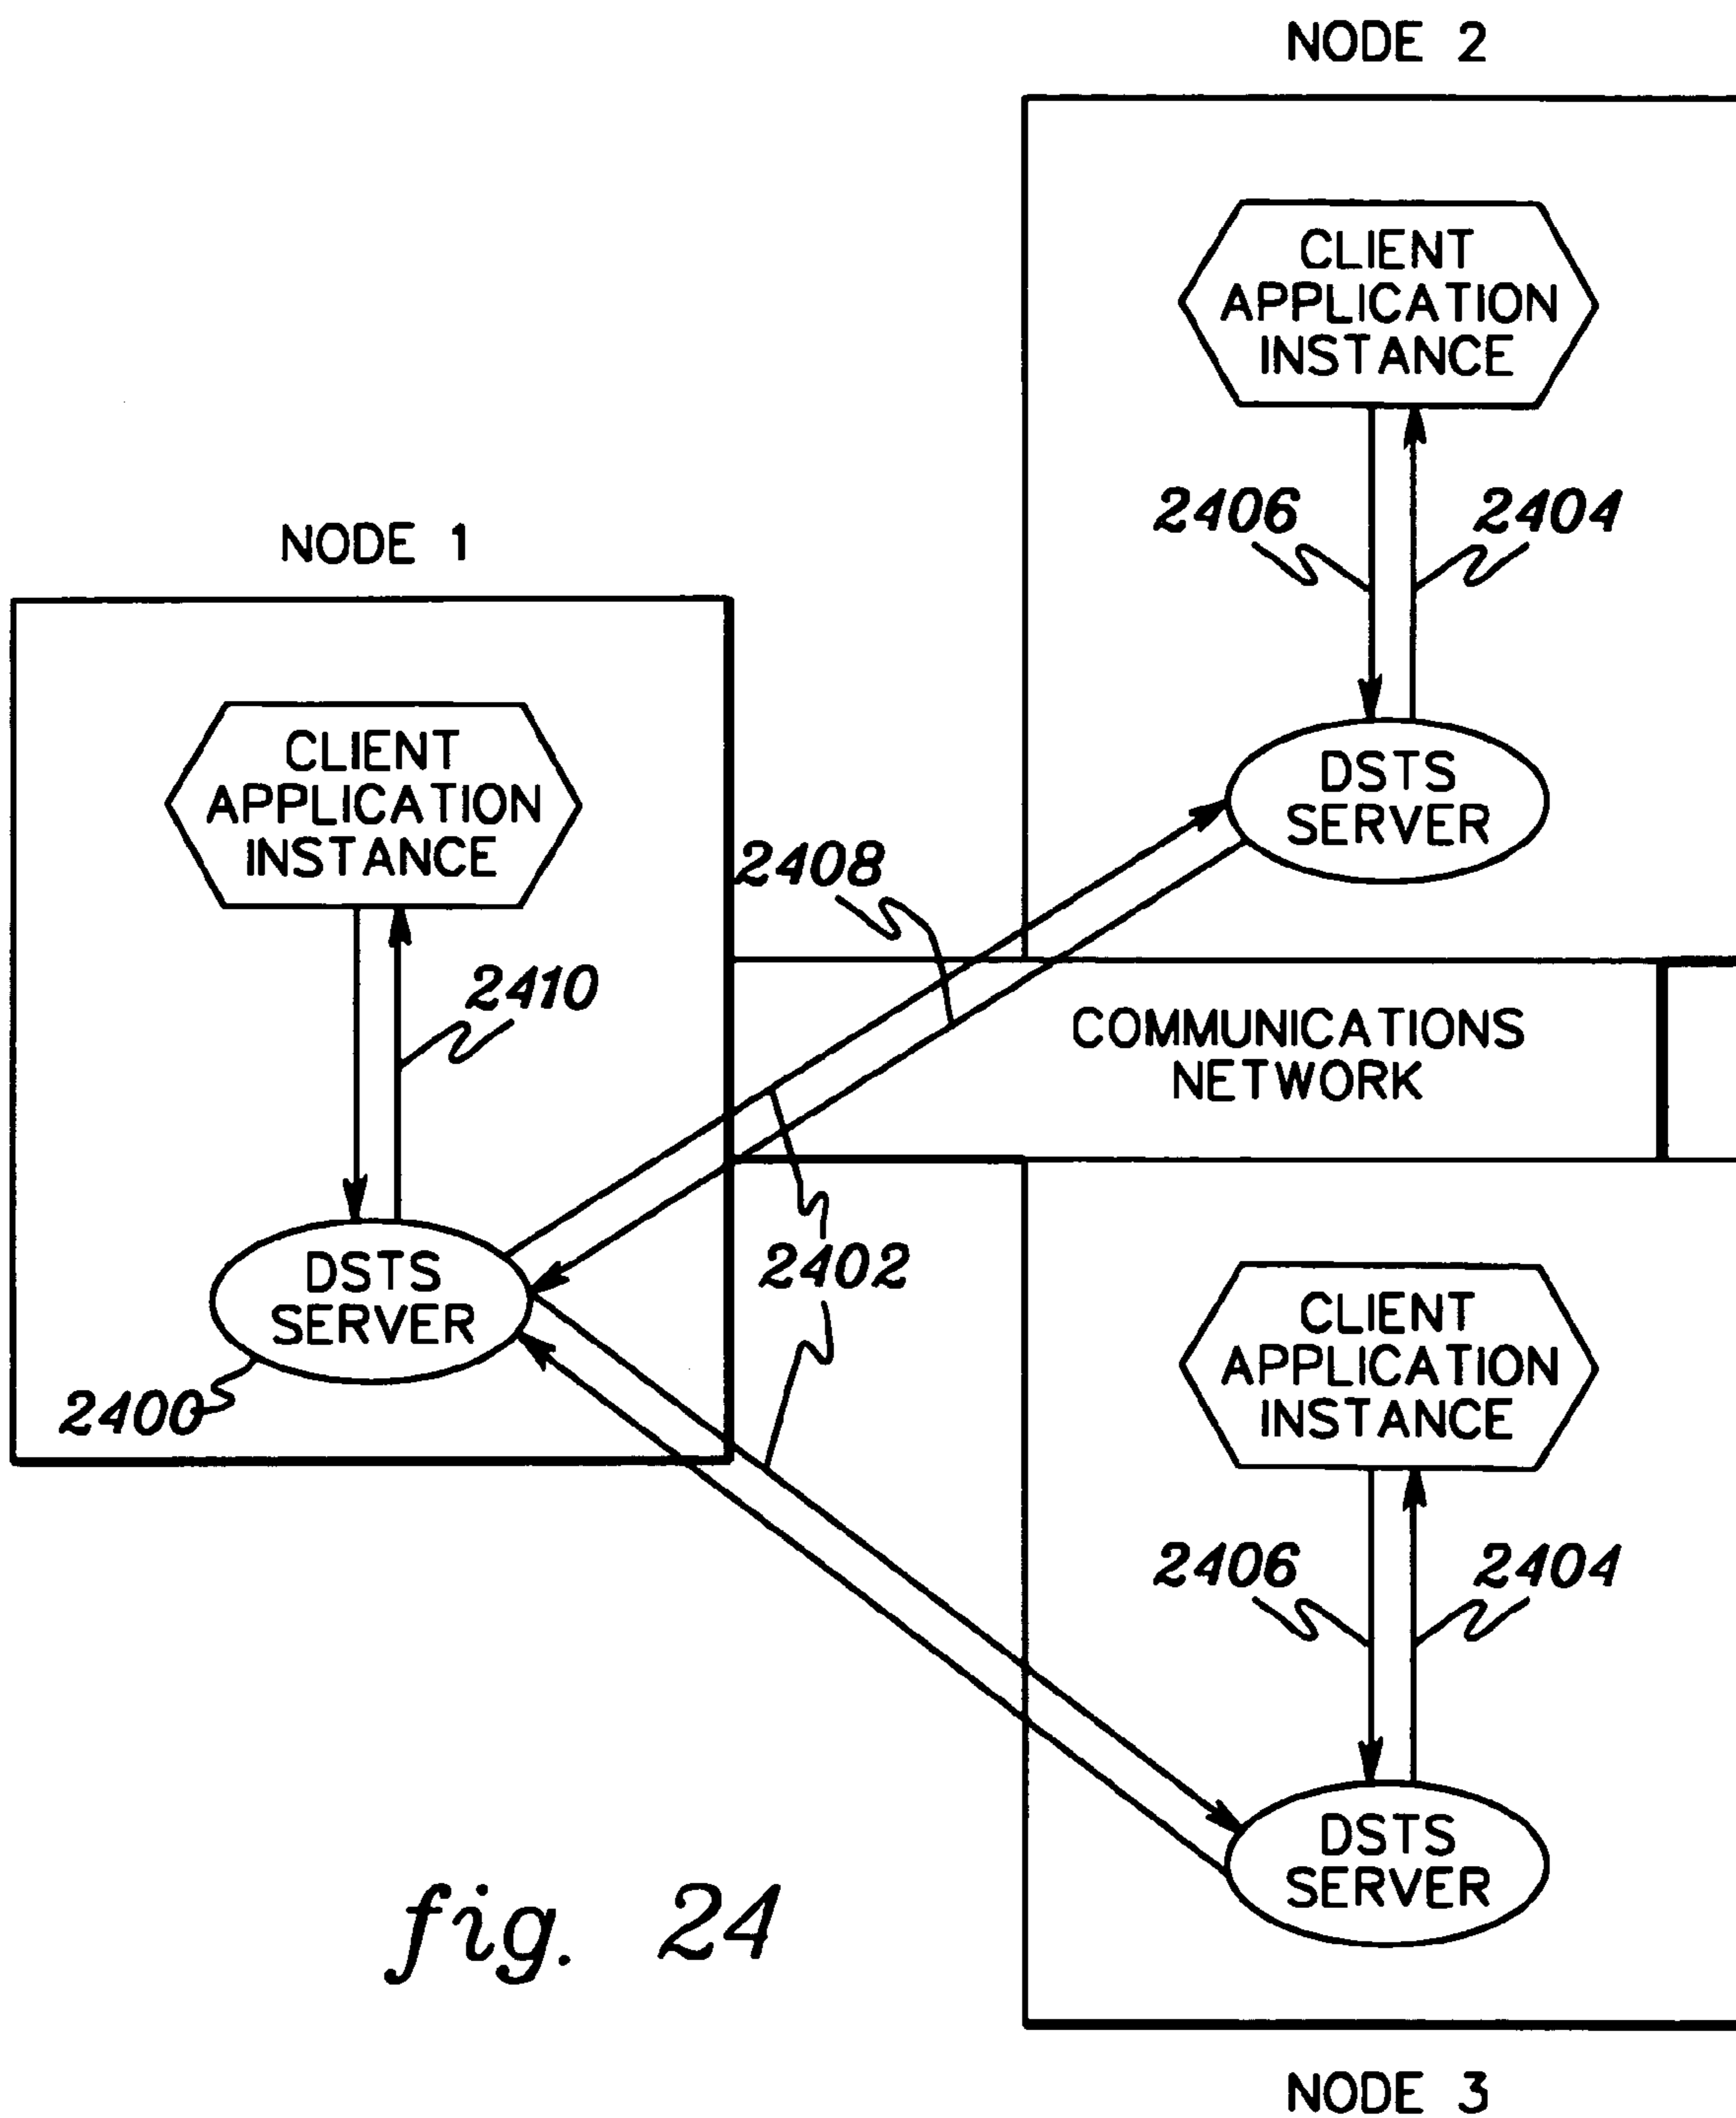 NODE 2
CLIENT
APPLICATION
INSTANCE
2406
2404
DSTS
SERVER
NODE 1
CLIENT
APPLICATION
INSTANCE
2408
2410
COMMUNICATIONS
NETWORK
DSTS
SERVER
2400
2402
CLIENT
APPLICATION
INSTANCE
2406
2404
DSTS
SERVER
fig. 24
NODE 3